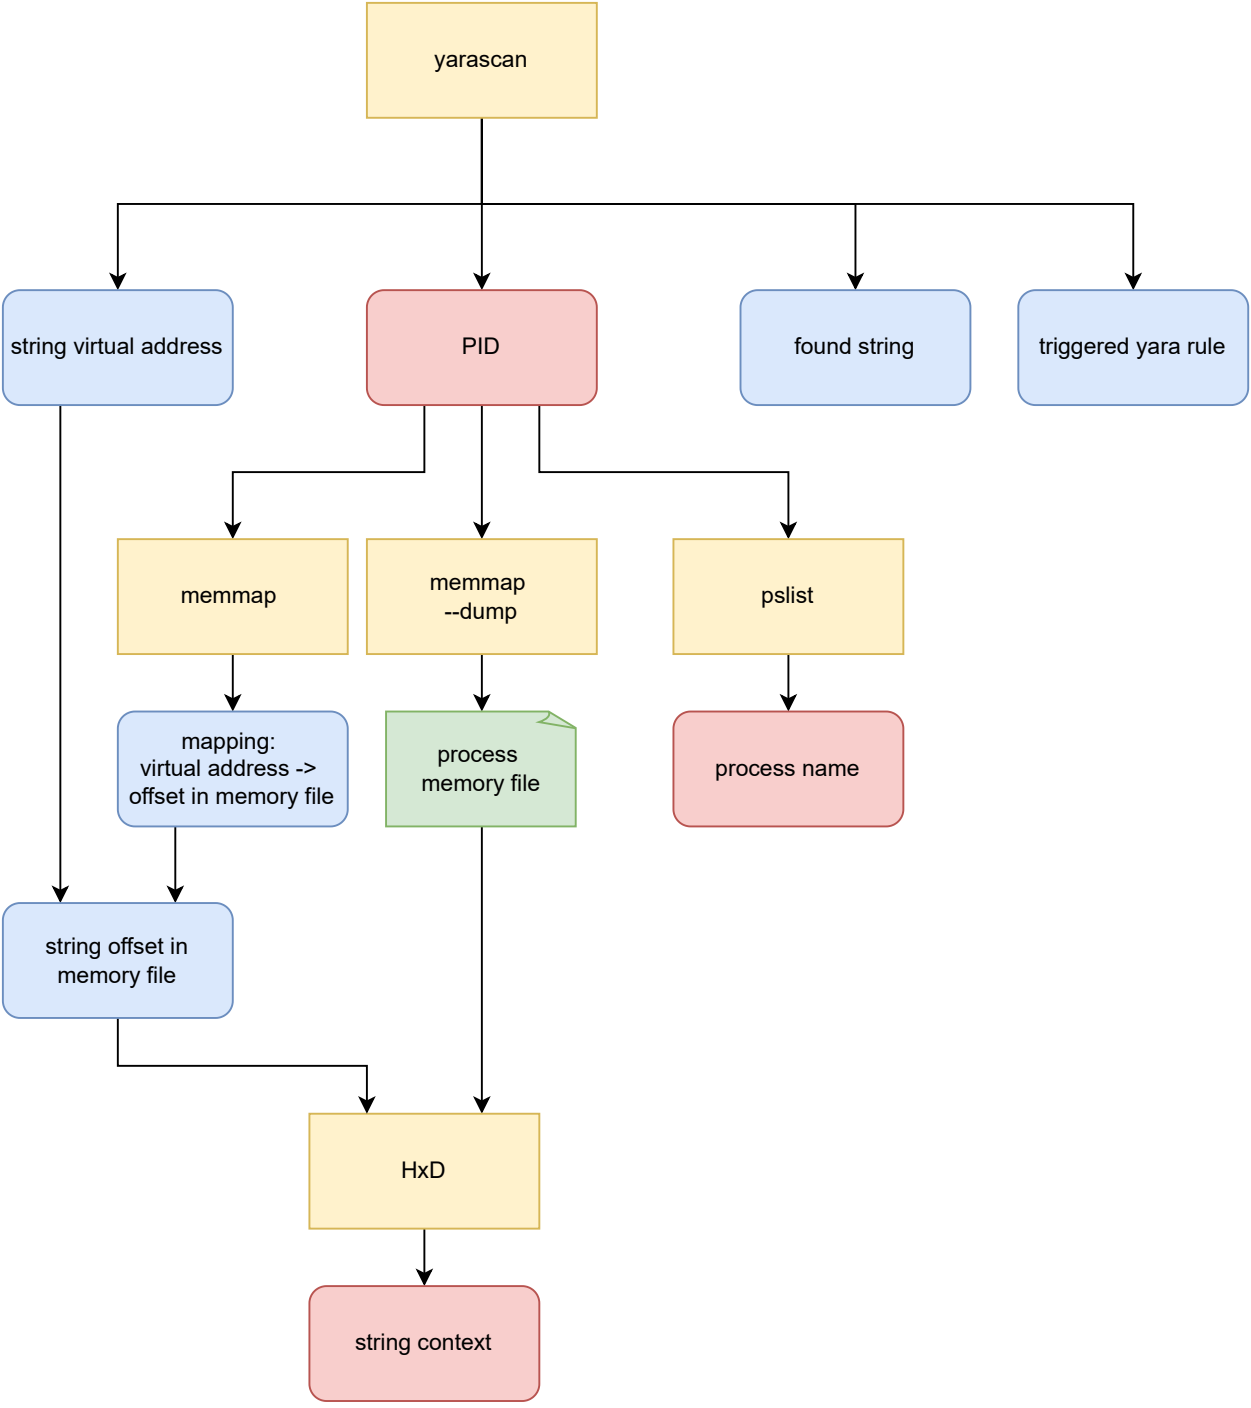 yarascan
string virtual address
PID
found string
triggered yara rule
memmap
memmap
--dump
pslist
mapping:
virtual address ->
offset in memory file
process
memory file
process name
string offset in
memory file
HxD
string context